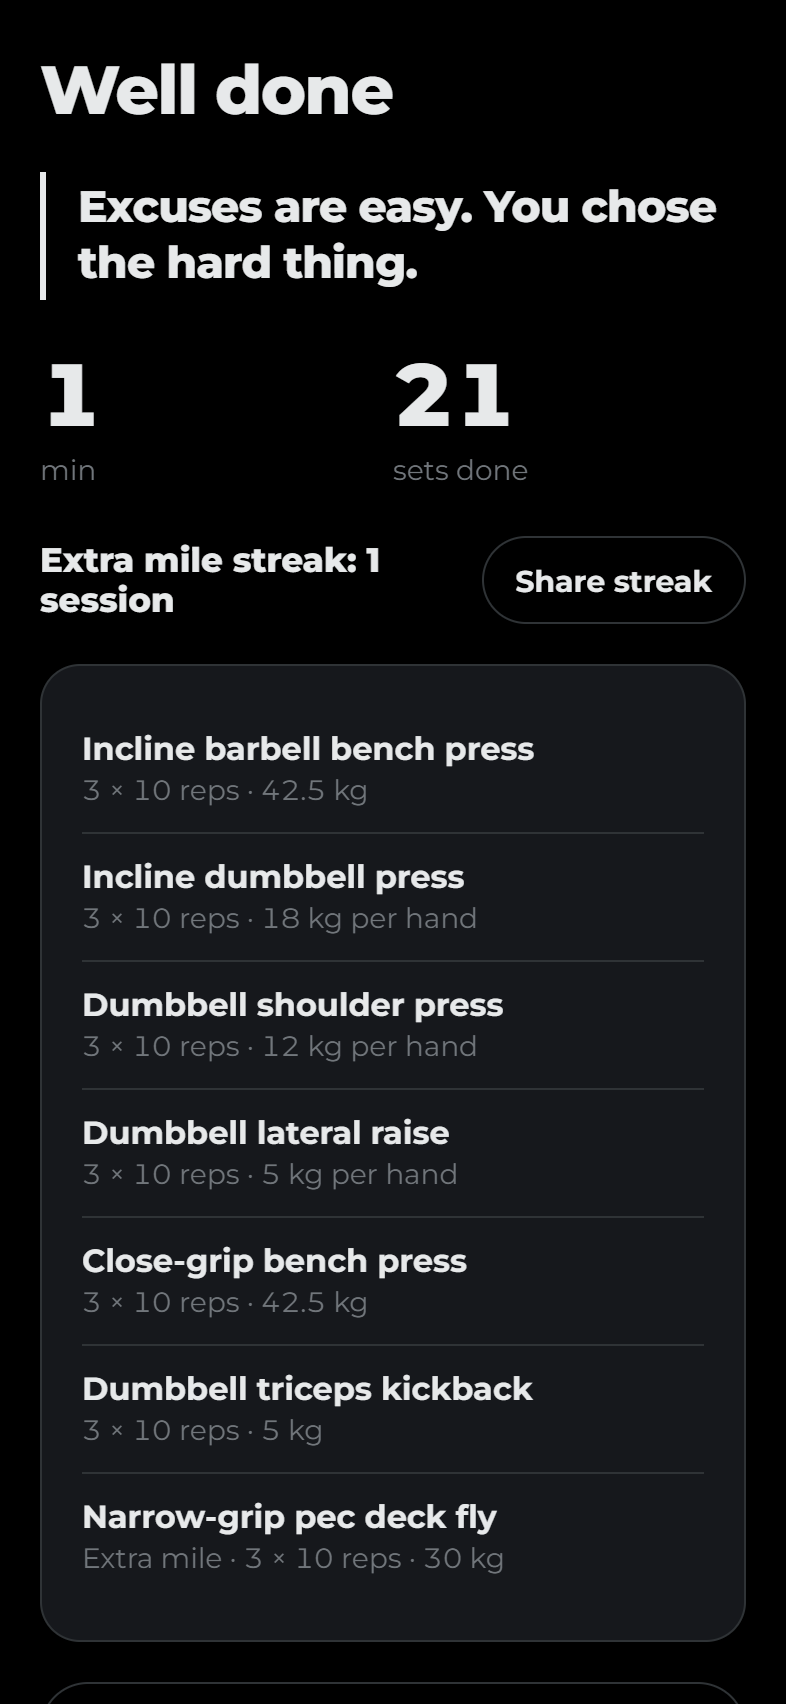 Well done
Excuses are easy. You chose
the hard thing.
1
min
21
sets done
Extra mile streak: 1
session
Share streak
Incline barbell bench press
3 × 10 reps · 42.5 kg
Incline dumbbell press
3 × 10 reps · 18 kg per hand
Dumbbell shoulder press
3 × 10 reps · 12 kg per hand
Dumbbell lateral raise
3 × 10 reps · 5 kg per hand
Close-grip bench press
3 × 10 reps · 42.5 kg
Dumbbell triceps kickback
3 × 10 reps · 5 kg
Narrow-grip pec deck fly
Extra mile · 3 × 10 reps · 30 kg